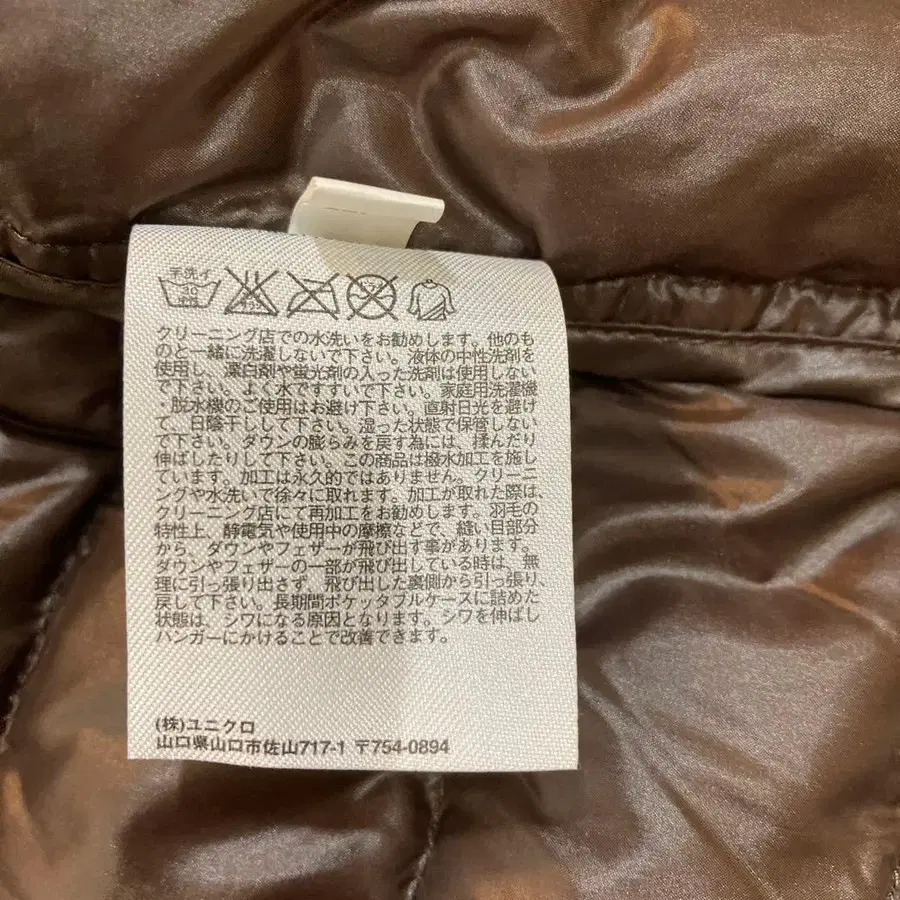 手洗イ
30
中性
クリーニング店での水洗いをお勧めします。他のも
のと一緒に洗濯しないで下さい。液体の中性洗剤を
使用し、漂白剤や蛍光剤の入った洗剤は使用しない
で下さい。よく水ですすいで下さい。家庭用洗濯機
・脱水機のご使用はお避け下さい。直射日光を避け
て、日陰干しして下さい。湿った状態で保管しない
で下さい。ダウンの膨らみを戻す為には、揉んだり
伸ばしたりして下さい。この商品は撥水加工を施し
ています。加工は永久的ではありません。クリーニ
ングや水洗いで徐々に取れます。加工が取れた際は、
クリーニング店にて再加工をお勧めします。羽毛の
特性上、静電気や使用中の摩擦などで、縫い目部分
から、ダウンやフェザーが飛び出す事があります。
ダウンやフェザーの一部が飛び出している時は、無
理に引っ張り出さず、飛び出した裏側から引っ張り
戻して下さい。長期間ポケッタブルケースに詰めた
状態は、シワになる原因となります。シワを伸ばし
ハンガーにかけることで改善できます。
(株)ユニクロ
山口県山口市佐山717-1 〒754-0894